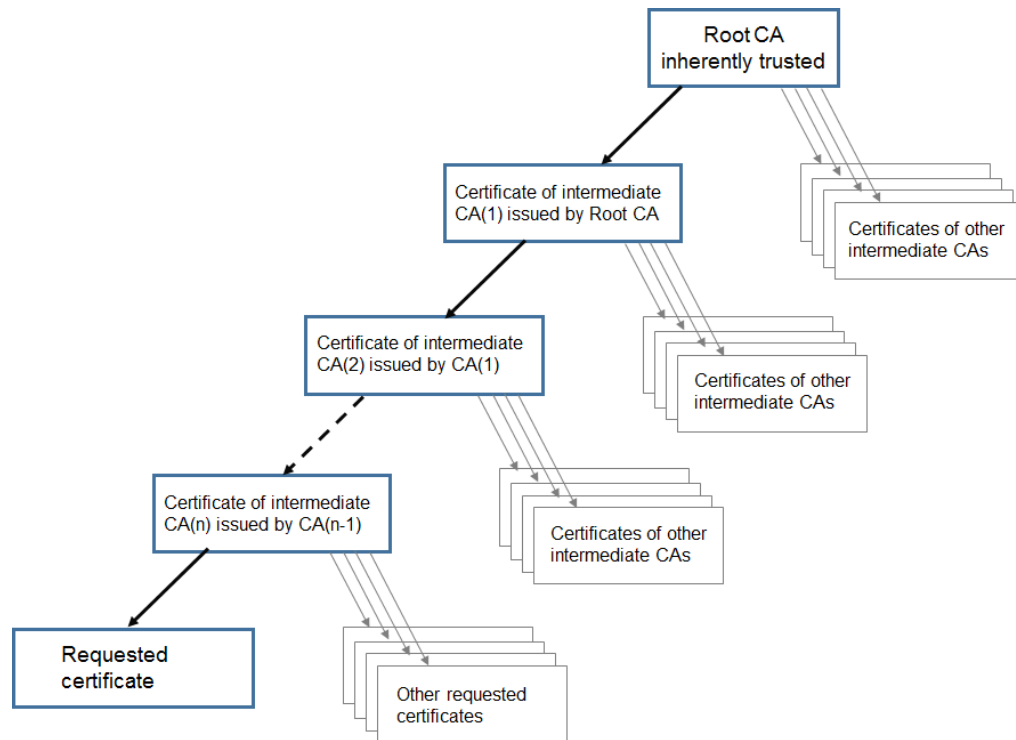 Root CA
inherently trusted
Certificate of intermediate
CA(1) issued by Root CA
Certificates of other
intermediate CAs
Certificate of intermediate
CA(2) issued by CA(1)
Certificates of other
intermediate CAs
Certificate of intermediate
CA(n) issued by CA(n-1)
Certificates of other
intermediate CAs
Requested
certificate
Other requested
certificates